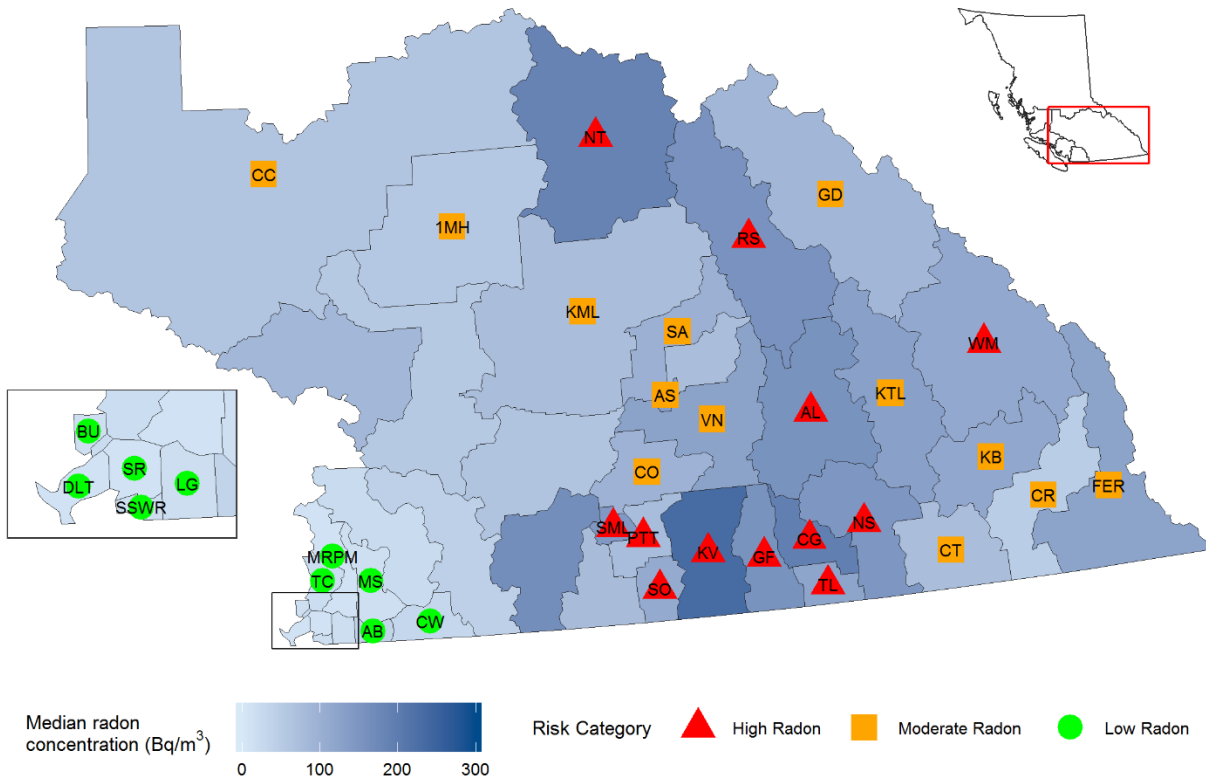 NT
CC
GD
1MH
RS
KML
SA
WM
AS
KTL
AL
VN
BU
KB
SR
CO
LG
DLT
CR
FER
SSWR
NS
SML
PTT
CG
KV
GF
CT
MRPM
TC
MS
SO
TL
CW
AB
Median radon
concentration (Bq/m³)
0 100 200 300
Risk Category
High Radon
Moderate Radon
Low Radon